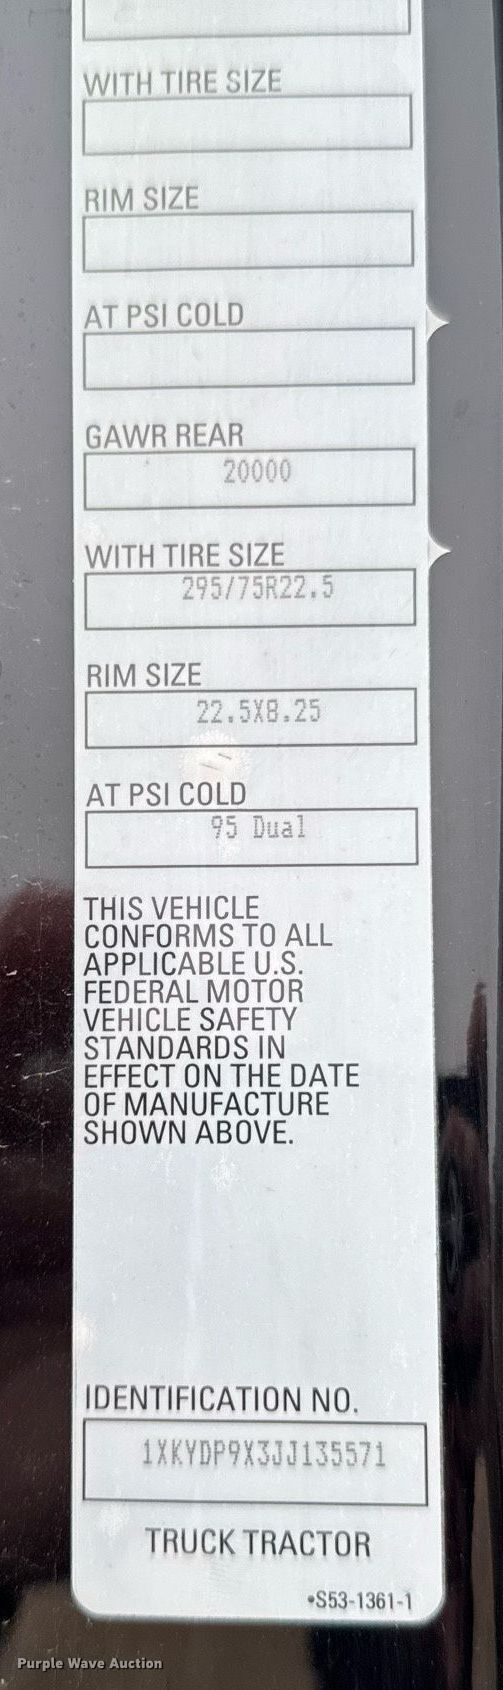 WITH TIRE SIZE
RIM SIZE
AT PSI COLD
GAWR REAR
20000
WITH TIRE SIZE
295/75R22.5
RIM SIZE
22.5X8.25
AT PSI COLD
95 Dual
THIS VEHICLE
CONFORMS TO ALL
APPLICABLE U.S.
FEDERAL MOTOR
VEHICLE SAFETY
STANDARDS IN
EFFECT ON THE DATE
OF MANUFACTURE
SHOWN ABOVE.
IDENTIFICATION NO.
1XKYDP9X3JJ135571
TRUCK TRACTOR
•S53-1361-1
Purple Wave Auction